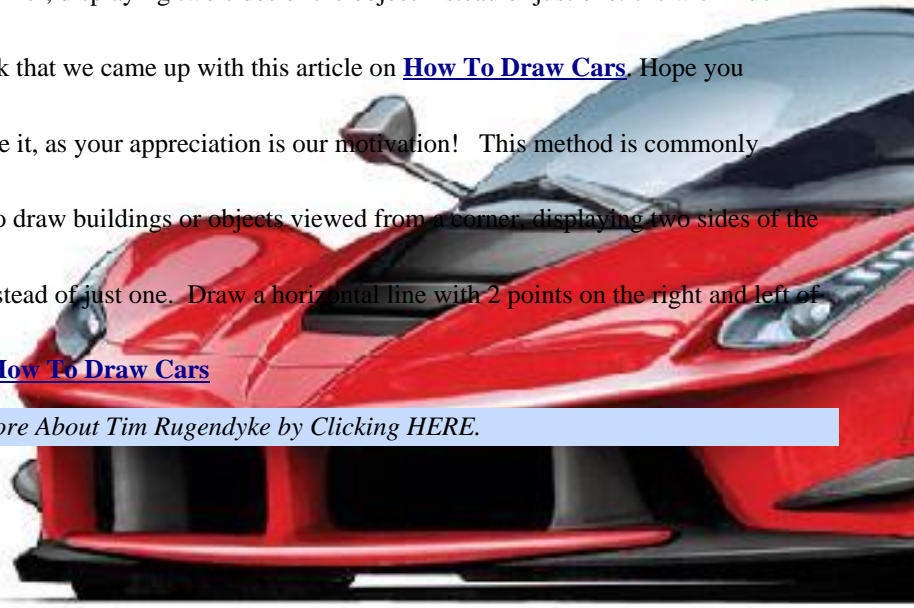 k that we came up with this article on How To Draw Cars. Hope you
e it, as your appreciation is our motivation! This method is commonly
o draw buildings or objects viewed from a corner, displaying two sides of the
stead of just one. Draw a horizontal line with 2 points on the right and left of
How To Draw Cars
ore About Tim Rugendyke by Clicking HERE.